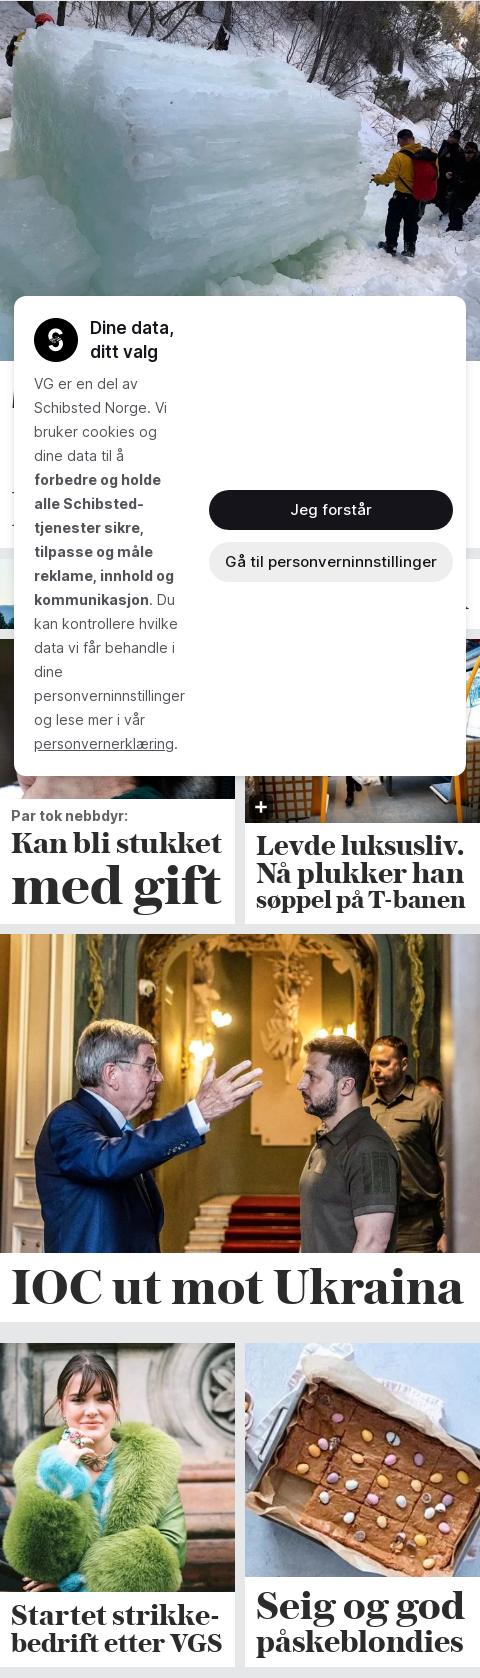 Dine data,
ditt valg
VG er en del av
Schibsted Norge. Vi
bruker cookies og
dine data til å
forbedre og holde
alle Schibsted-
tjenester sikre,
tilpasse og måle
reklame, innhold og
kommunikasjon. Du
kan kontrollere hvilke
data vi får behandle i
dine
personverninnstillinger
og lese mer i vår
personvernerklæring.
Jeg forstår
Gå til personverninnstillinger
Par tok nebbdyr:
Kan bli stukket
med gift
Levde luksusliv.
Nå plukker han
søppel på T-banen
IOC ut mot Ukraina
Startet strikke-
bedrift etter VGS
Seig og god
påskeblondies